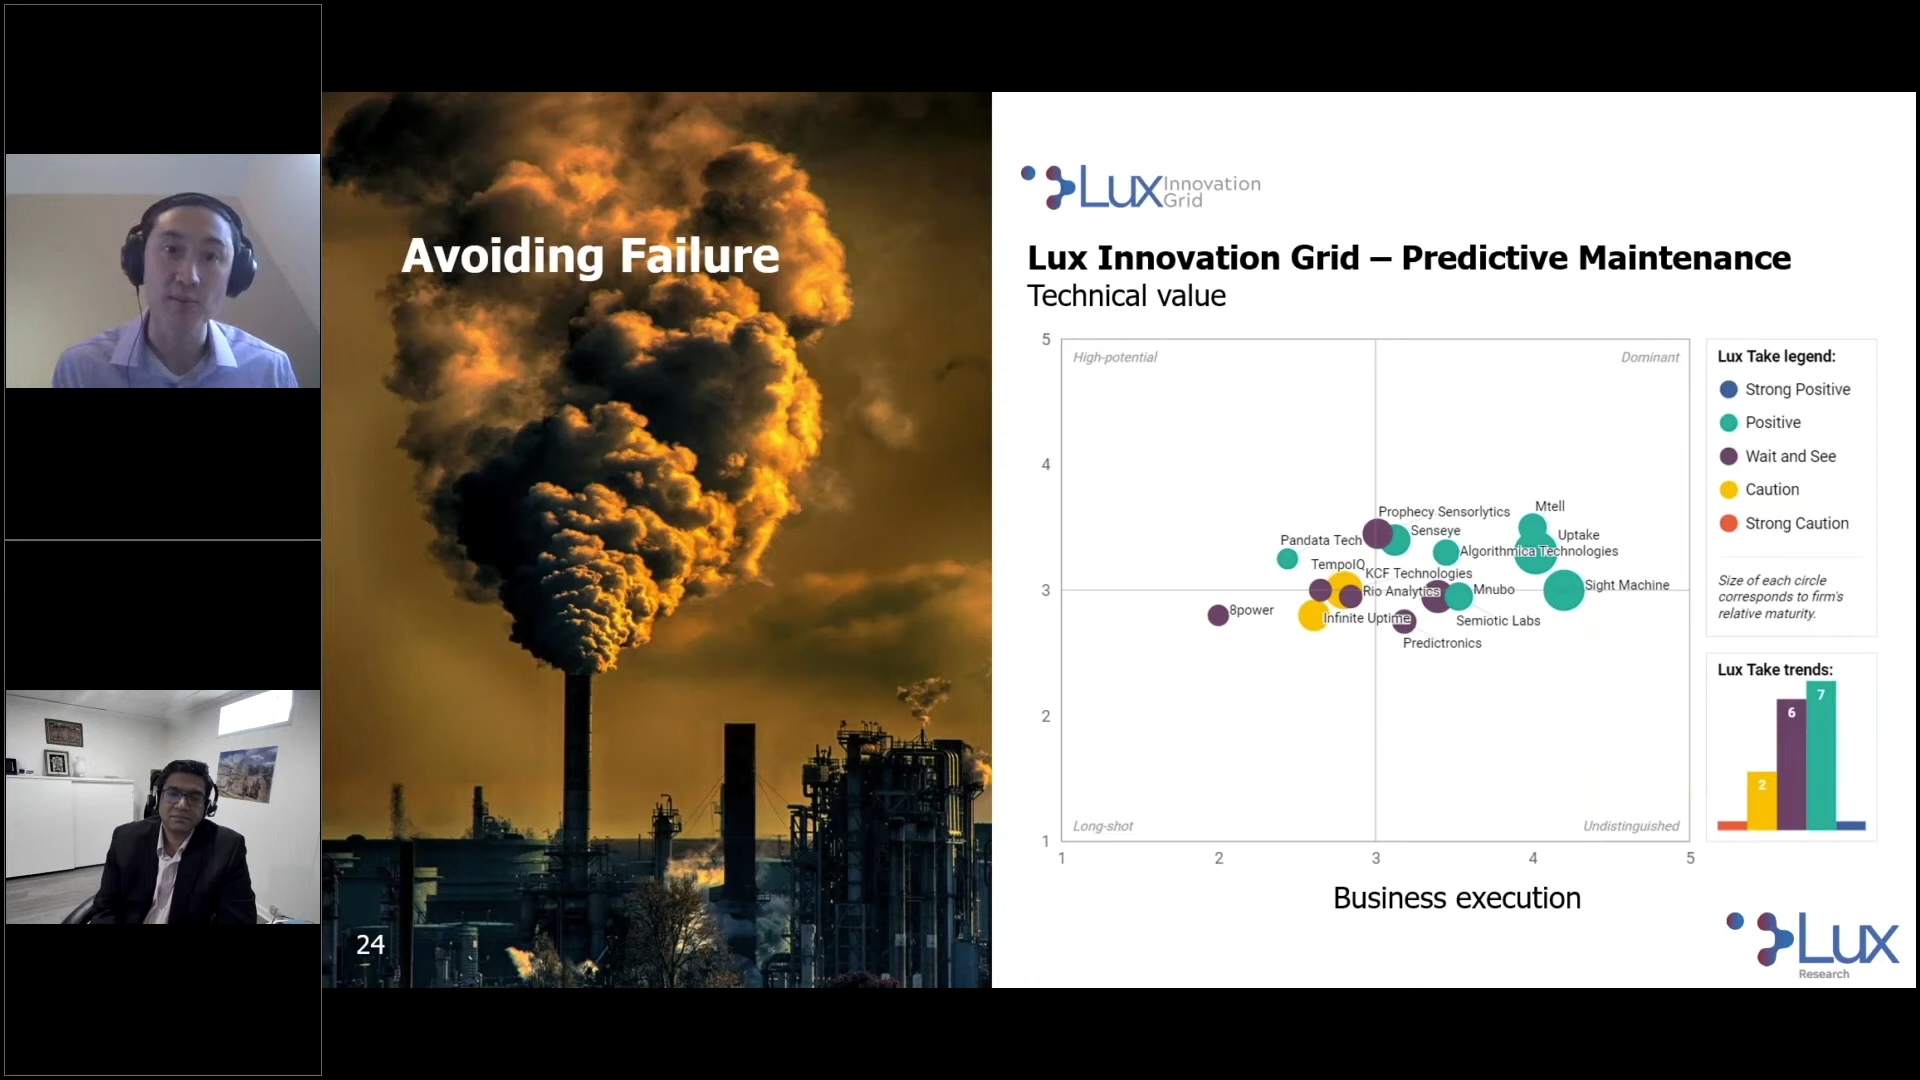 Avoiding Failure
24
Lux Innovation
Grid
Lux Innovation Grid – Predictive Maintenance
Technical value
5
4
3
2
1
High-potential
Dominant
Long-shot
Undistinguished
Prophecy Sensorlytics
Mtell
Senseye
Uptake
Pandata Tech
Algorithmica Technologies
TempoIQ
KCF Technologies
Rio Analytics
Mnubo
Sight Machine
8power
Infinite Uptime
Semiotic Labs
Predictronics
1
2
3
4
5
Business execution
Lux Take legend:
Strong Positive
Positive
Wait and See
Caution
Strong Caution
Size of each circle
corresponds to firm's
relative maturity.
Lux Take trends:
2
6
7
Lux
Research